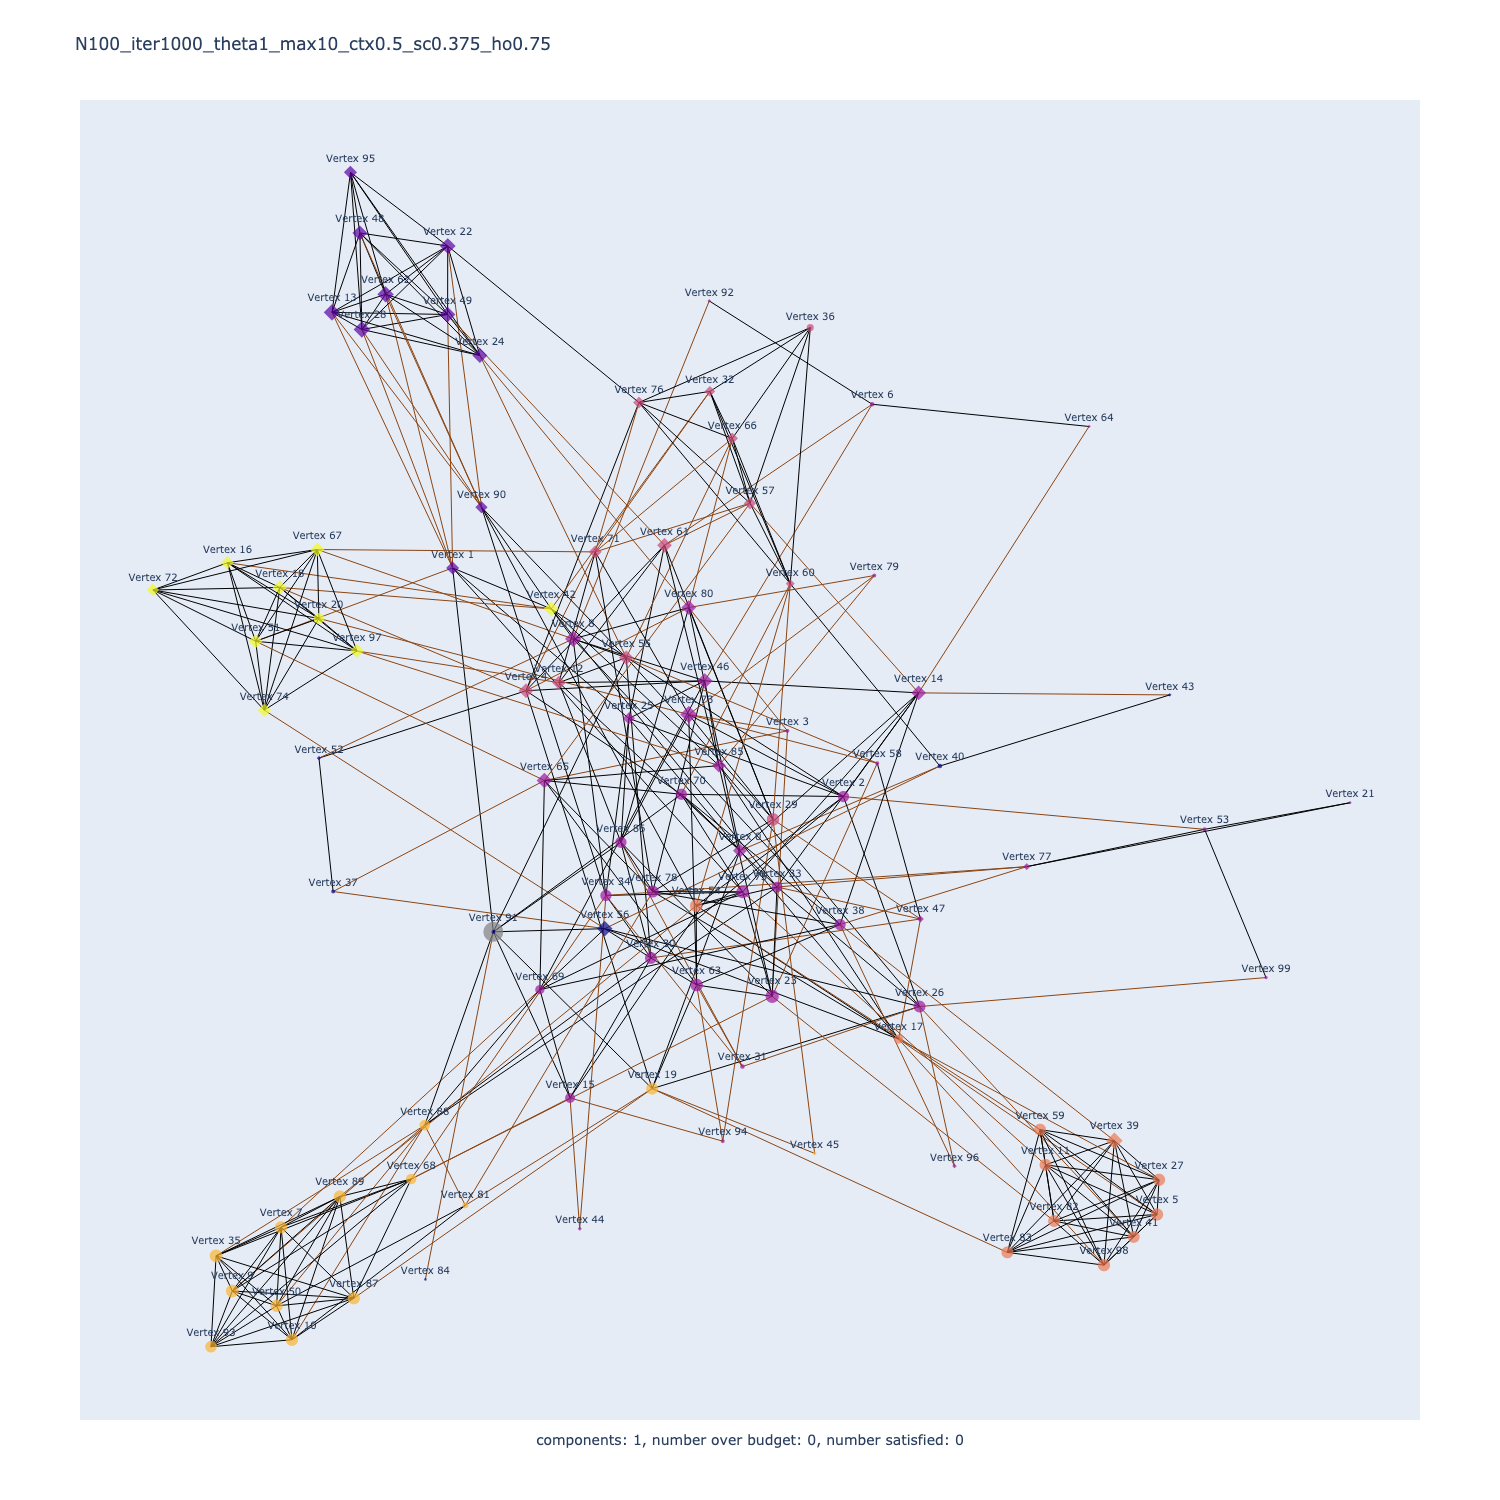 N100_iter1000_theta1_max10_ctx0.5_sc0.375_ho0.75
Vertex 95
Vertex 48
Vertex 22
Vertex 62
Vertex 92
Vertex 13
Vertex 49
Vertex 28
Vertex 36
Vertex 24
Vertex 32
Vertex 76
Vertex 6
Vertex 64
Vertex 66
Vertex 57
Vertex 90
Vertex 67
Vertex 61
Vertex 71
Vertex 1
Vertex 16
Vertex 79
Vertex 60
Vertex 72
Vertex 18
Vertex 42
Vertex 80
Vertex 20
Vertex 51
Vertex 97
Vertex 8
Vertex 55
Vertex 46
Vertex 12
Vertex 4
Vertex 14
Vertex 43
Vertex 74
Vertex 25
Vertex 73
Vertex 3
Vertex 52
Vertex 85
Vertex 58
Vertex 40
Vertex 65
Vertex 70
Vertex 2
Vertex 21
Vertex 29
Vertex 53
Vertex 86
Vertex 0
Vertex 77
Vertex 37
Vertex 34
Vertex 78
Vertex 33
Vertex 38
Vertex 47
Vertex 91
Vertex 56
Vertex 30
Vertex 99
Vertex 69
Vertex 63
Vertex 23
Vertex 26
Vertex 17
Vertex 31
Vertex 15
Vertex 19
Vertex 88
Vertex 59
Vertex 39
Vertex 94
Vertex 45
Vertex 11
Vertex 96
Vertex 27
Vertex 68
Vertex 89
Vertex 81
Vertex 5
Vertex 82
Vertex 7
Vertex 44
Vertex 41
Vertex 35
Vertex 83
Vertex 98
Vertex 84
Vertex 9
Vertex 87
Vertex 50
Vertex 10
Vertex 93
components: 1, number over budget: 0, number satisfied: 0